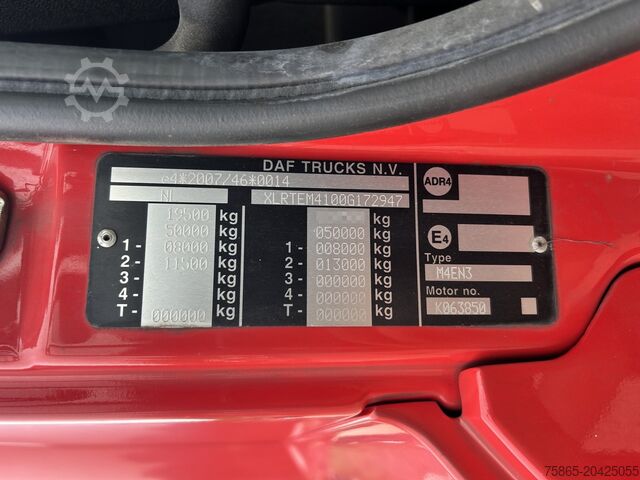 DAF TRUCKS N.V.
e4*2007/46*0014
NL XLRTEM4100G172947
19500 kg kg
50000 kg 050000 kg
1- 08000 kg 1- 008000 kg
2- 11500 kg 2- 013000 kg
3- kg 3- 000000 kg
4- kg 4- 000000 kg
T- 000000 kg T- 000000 kg
ADR4
E4
Type
M4EN3
Motor no.
K063850
75865-20425055